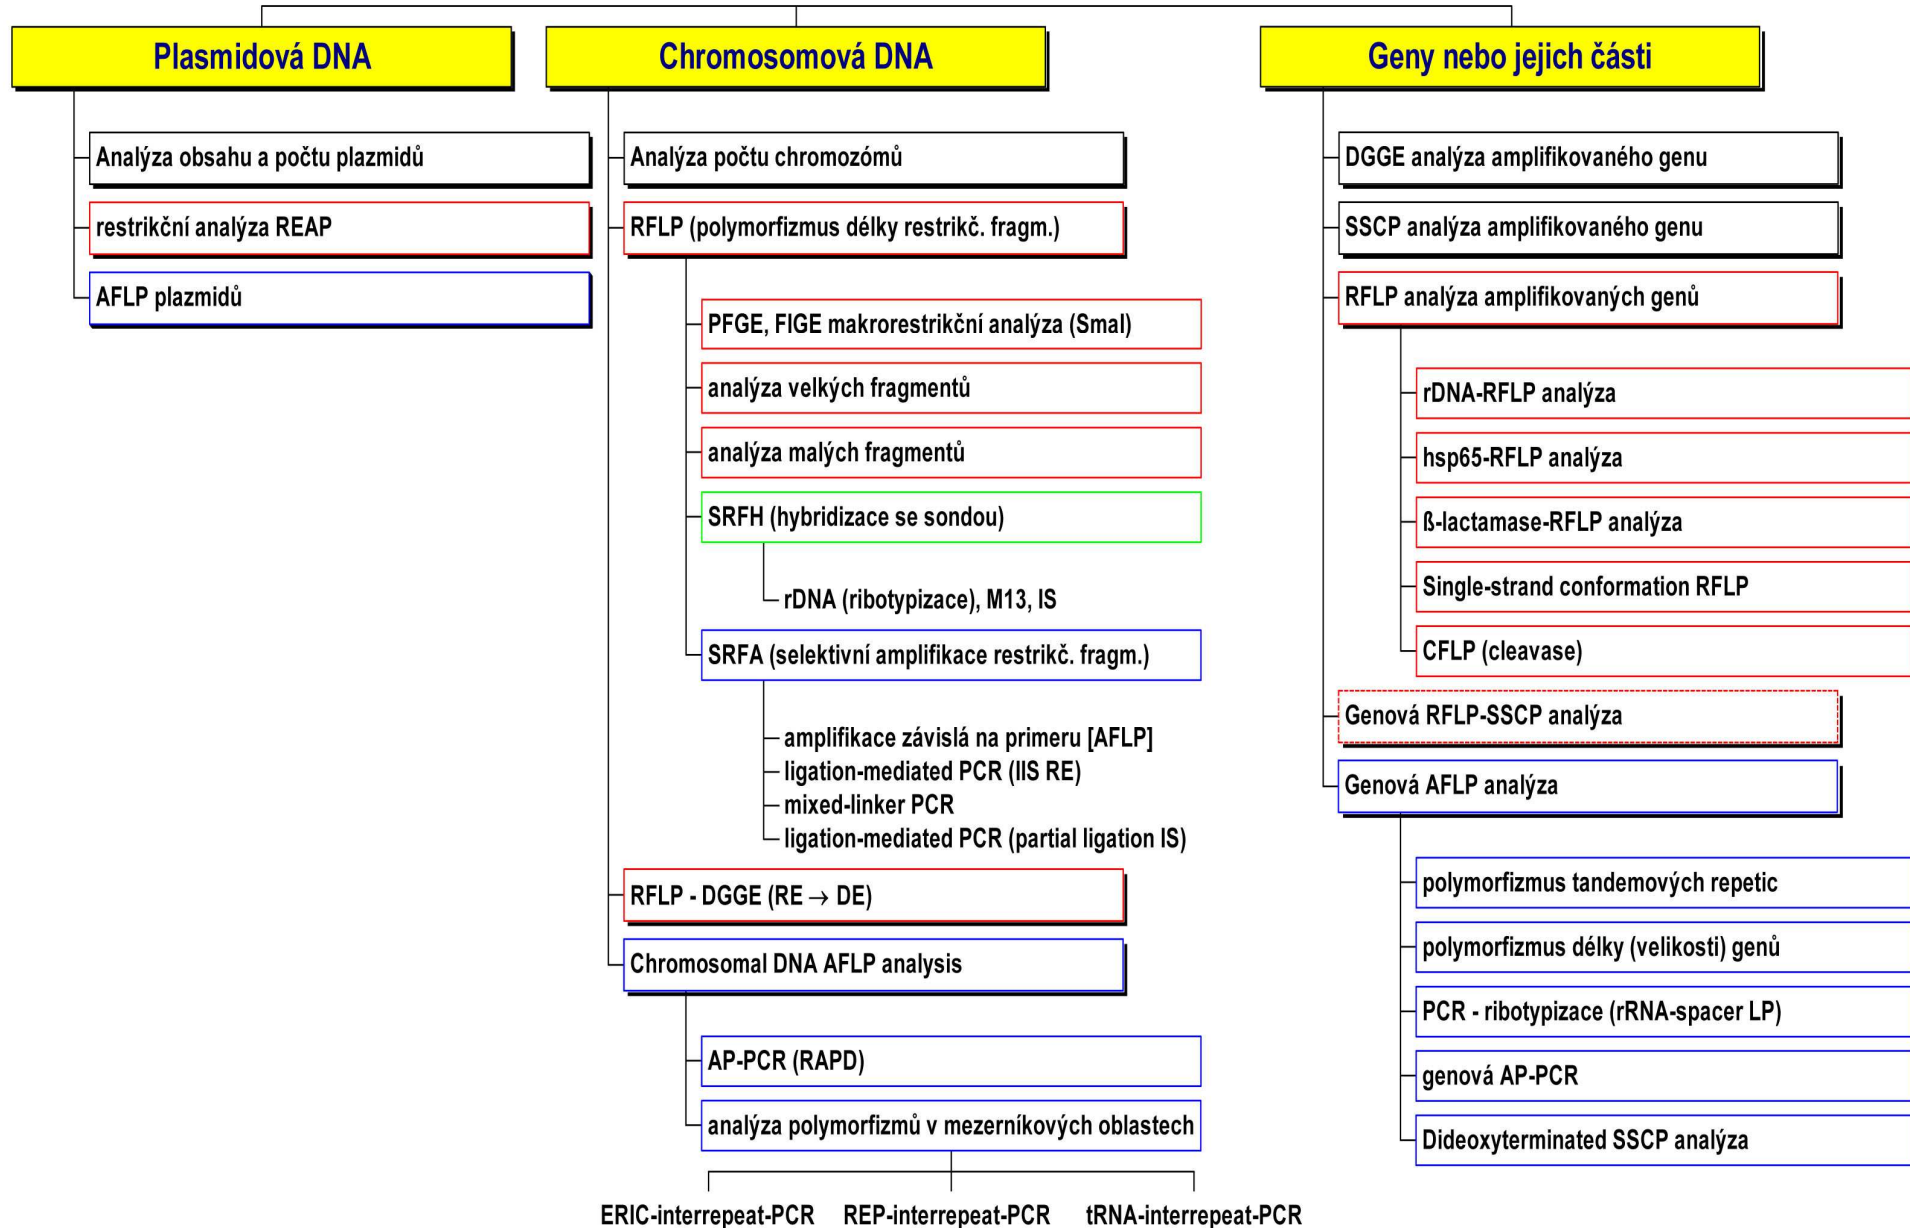 Plasmidová DNA
Analýza obsahu a počtu plazmidů
restrikční analýza REAP
AFLP plazmidů
Chromosomová DNA
Analýza počtu chromozómů
RFLP (polymorfizmus délky restrikč. fragm.)
PFGE, FIGE makrorestrikční analýza (SmaI)
analýza velkých fragmentů
analýza malých fragmentů
SRFH (hybridizace se sondou)
rDNA (ribotypizace), M13, IS
SRFA (selektivní amplifikace restrikč. fragm.)
amplifikace závislá na primeru [AFLP]
ligation-mediated PCR (IIS RE)
mixed-linker PCR
ligation-mediated PCR (partial ligation IS)
RFLP - DGGE (RE → DE)
Chromosomal DNA AFLP analysis
AP-PCR (RAPD)
analýza polymorfizmů v mezerníkových oblastech
ERIC-interrepeat-PCR
REP-interrepeat-PCR
tRNA-interrepeat-PCR
Geny nebo jejich části
DGGE analýza amplifikovaného genu
SSCP analýza amplifikovaného genu
RFLP analýza amplifikovaných genů
rDNA-RFLP analýza
hsp65-RFLP analýza
ß-lactamase-RFLP analýza
Single-strand conformation RFLP
CFLP (cleavase)
Genová RFLP-SSCP analýza
Genová AFLP analýza
polymorfizmus tandemových repetic
polymorfizmus délky (velikosti) genů
PCR - ribotypizace (rRNA-spacer LP)
genová AP-PCR
Dideoxyterminated SSCP analýza